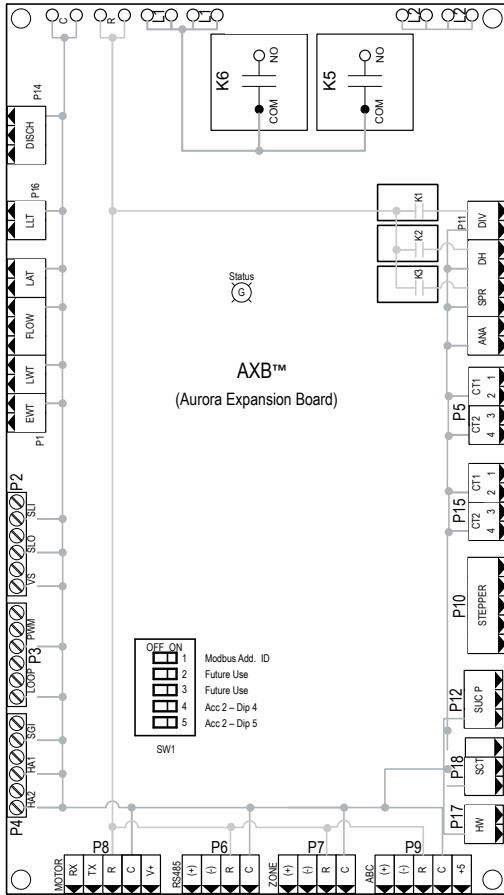 C
R
L1
L1
L2
L2
P14
DISCH
K6
NO
COM
K5
NO
COM
P16
LLT
LAT
FLOW
LWT
EWT
P1
K1
K2
K3
P11
DIV
DH
SPR
ANA
Status
G
AXB™
(Aurora Expansion Board)
CT1
CT2
1
2
3
4
P5
P2
SLI
SLO
VS
CT1
CT2
1
2
3
4
P15
PWM
P3
LOOP
P10
STEPPER
OFF ON
1 Modbus Add. ID
2 Future Use
3 Future Use
4 Acc 2 – Dip 4
5 Acc 2 – Dip 5
SW1
P12
SUC P
SGI
HA1
HA2
P4
P18
SCT
P17
HW
P8
MOTOR
RX
TX
R
C
V+
P6
RS485
(+)
(-)
R
C
P7
ZONE
(+)
(-)
R
C
P9
ABC
(+)
(-)
R
C
+5